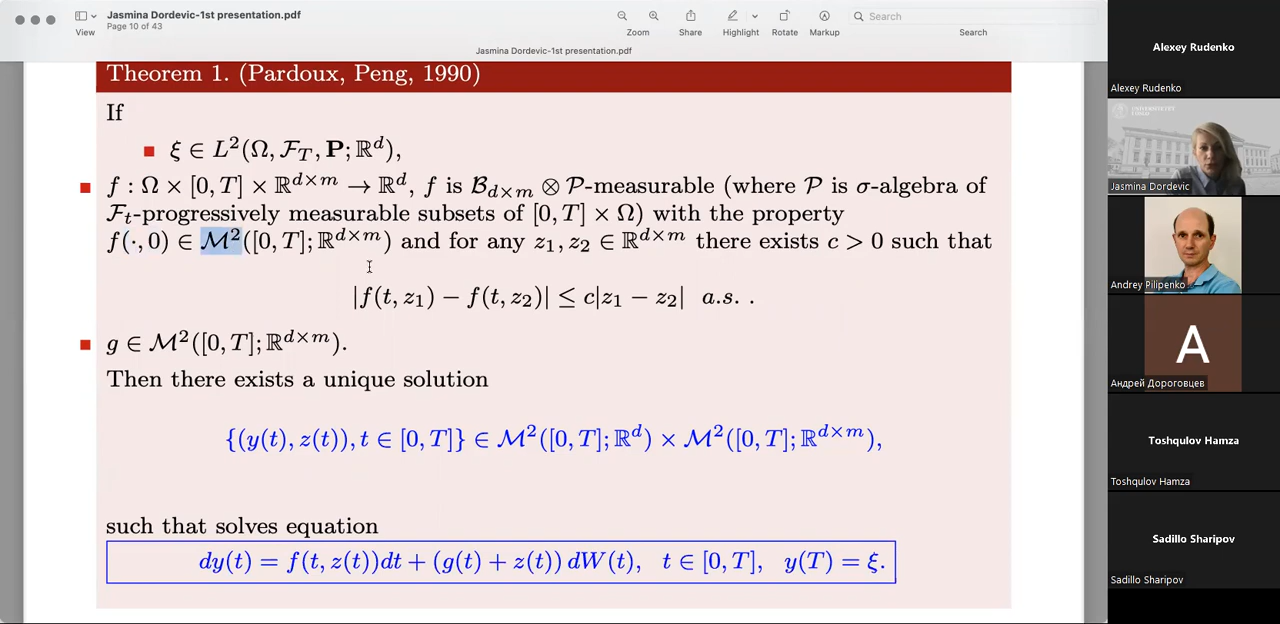 Jasmina Dordevic-1st presentation.pdf
Page 10 of 43
View
Zoom
Share
Highlight
Rotate
Markup
Search
Search
Jasmina Dordevic-1st presentation.pdf
Theorem 1. (Pardoux, Peng, 1990)
If
ξ ∈ L²(Ω, ℱ_T, P; ℝ^d),
f : Ω × [0, T] × ℝ^{d×m} → ℝ^d, f is ℬ_{d×m} ⊗ 𝒫-measurable (where 𝒫 is σ-algebra of
ℱ_t-progressively measurable subsets of [0, T] × Ω) with the property
f(·, 0) ∈ ℳ²([0, T]; ℝ^{d×m}) and for any z₁, z₂ ∈ ℝ^{d×m} there exists c > 0 such that
|f(t, z₁) − f(t, z₂)| ≤ c|z₁ − z₂| a.s. .
g ∈ ℳ²([0, T]; ℝ^{d×m}).
Then there exists a unique solution
{(y(t), z(t)), t ∈ [0, T]} ∈ ℳ²([0, T]; ℝ^d) × ℳ²([0, T]; ℝ^{d×m}),
such that solves equation
dy(t) = f(t, z(t))dt + (g(t) + z(t)) dW(t), t ∈ [0, T], y(T) = ξ.
Alexey Rudenko
Alexey Rudenko
Jasmina Dordevic
Andrey Pilipenko
A
Андрей Дороговцев
Toshqulov Hamza
Toshqulov Hamza
Sadillo Sharipov
Sadillo Sharipov